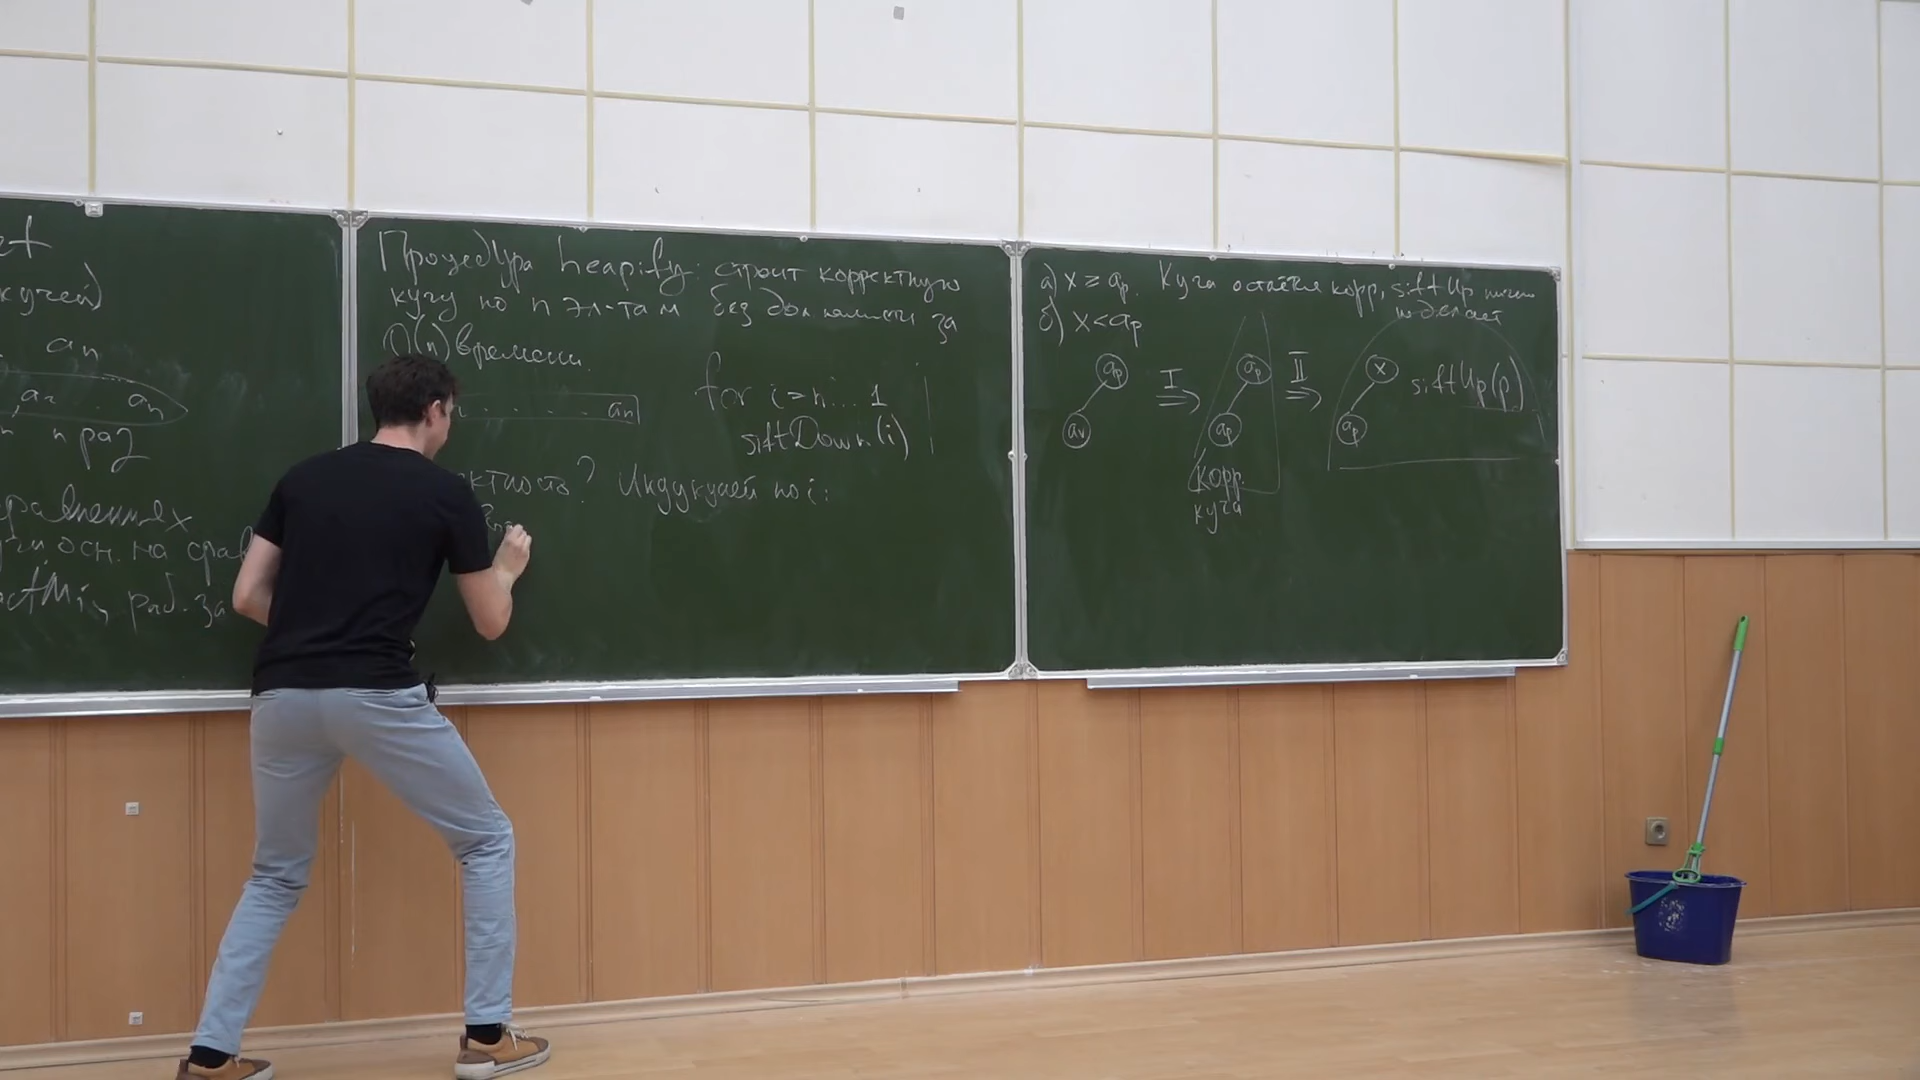 кучей)
aₙ
a₂ . aₙ
n раз
осн. на срав
раб. за
Процедура heapify: строит корректную
кучу по n эл-там без доп памяти за
O(n) времени.
. . . . aₙ
for i=n...1
siftDown(i)
ктность? Индукцией по i:
а) x ≥ aₚ. Куча остаётся корр, siftUp ничего
не делает
б) x < aₚ
aₚ
aᵥ
I
⇒
aₚ
aₚ
корр.
куча
II
⇒
x
aₚ
siftUp(p)